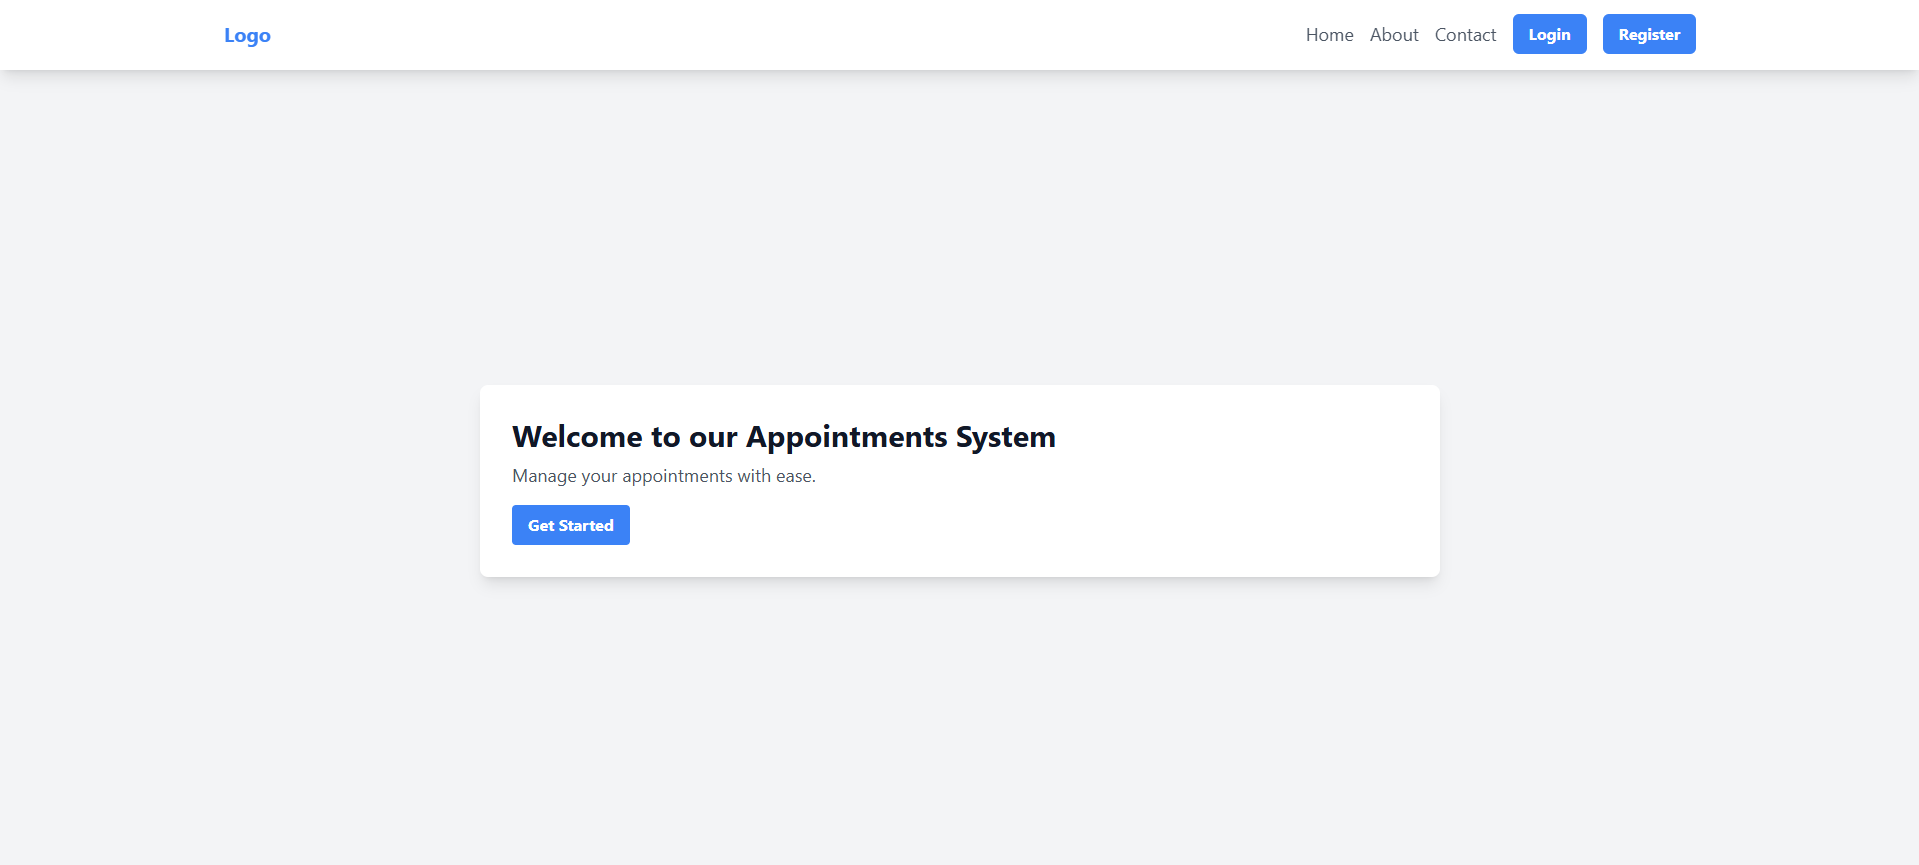 Logo
Home About Contact Login Register
Welcome to our Appointments System
Manage your appointments with ease.
Get Started